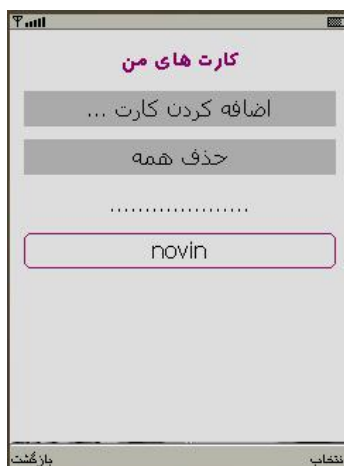 کارت های من
اضافه کردن کارت ...
حذف همه
....................
novin
انتخاب
بازگشت